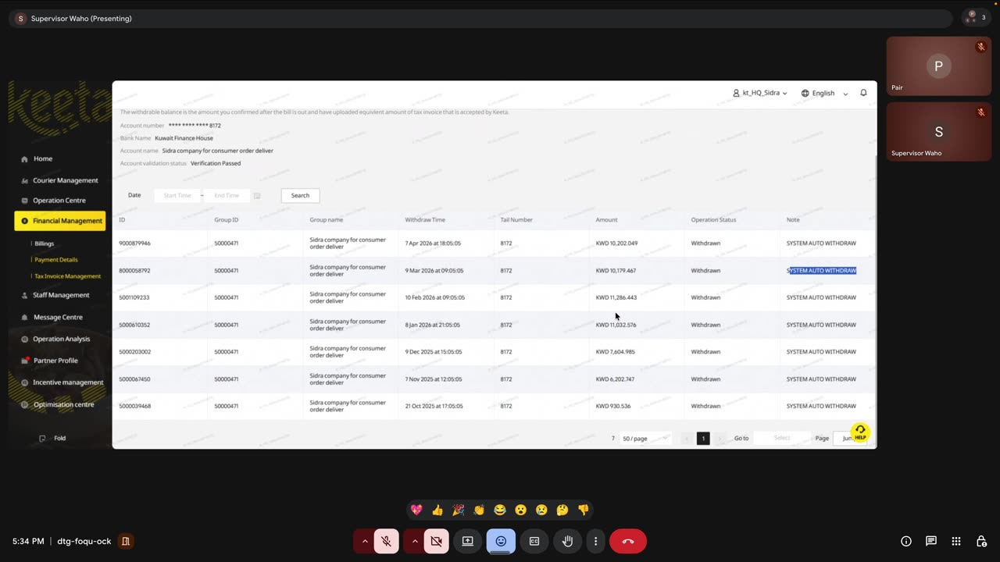 S Supervisor Waho (Presenting)
3
keeta
kt_HQ_Sidra English
The withdrawable balance is the amount you confirmed after the bill is out and have uploaded equivient amount of tax invoice that is accepted by Keeta.
Account number **** **** **** 8172
Bank Name Kuwait Finance House
Account name Sidra company for consumer order deliver
Account validation status Verification Passed
Date Start Time – End Time Search
ID Group ID Group name Withdraw Time Tail Number Amount Operation Status Note
9000879946 50000471 Sidra company for consumer order deliver 7 Apr 2026 at 18:05:05 8172 KWD 10,202.049 Withdrawn SYSTEM AUTO WITHDRAW
8000058792 50000471 Sidra company for consumer order deliver 9 Mar 2026 at 09:05:05 8172 KWD 10,179.467 Withdrawn SYSTEM AUTO WITHDRAW
5001109233 50000471 Sidra company for consumer order deliver 10 Feb 2026 at 09:05:05 8172 KWD 11,286.443 Withdrawn SYSTEM AUTO WITHDRAW
5000610352 50000471 Sidra company for consumer order deliver 8 Jan 2026 at 21:05:05 8172 KWD 11,032.576 Withdrawn SYSTEM AUTO WITHDRAW
5000203002 50000471 Sidra company for consumer order deliver 9 Dec 2025 at 15:05:05 8172 KWD 7,604.985 Withdrawn SYSTEM AUTO WITHDRAW
5000067450 50000471 Sidra company for consumer order deliver 7 Nov 2025 at 12:05:05 8172 KWD 6,202.747 Withdrawn SYSTEM AUTO WITHDRAW
5000039468 50000471 Sidra company for consumer order deliver 21 Oct 2025 at 17:05:05 8172 KWD 930.536 Withdrawn SYSTEM AUTO WITHDRAW
7 50 / page 1 Go to Select Page Jump
HELP
Home
Courier Management
Operation Centre
Financial Management
Billings
Payment Details
Tax Invoice Management
Staff Management
Message Centre
Operation Analysis
Partner Profile
Incentive management
Optimisation centre
Fold
P
Pair
S
Supervisor Waho
5:34 PM | dtg-foqu-ock